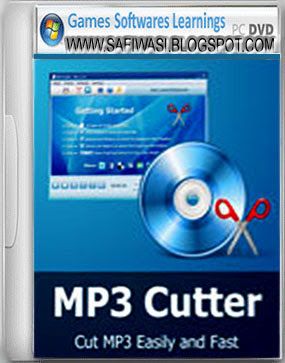 Games Softwares Learnings
PC DVD
WWW.SAFIWASI.BLOGSPOT.COM
Getting Started
MP3 Cutter
Cut MP3 Easily and Fast